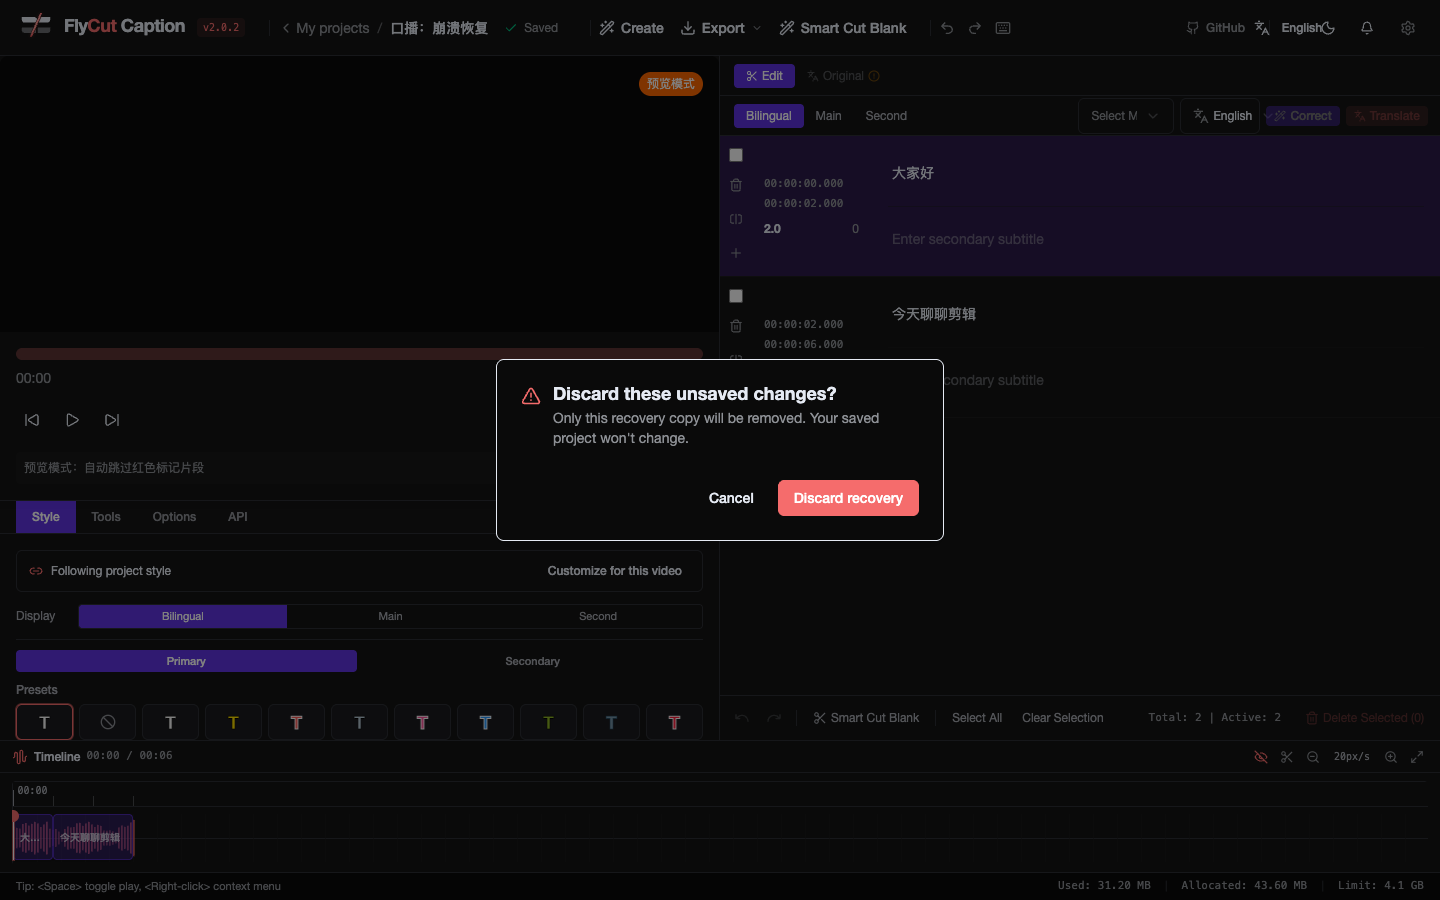 FlyCut Caption v2.0.2 My projects / 口播：崩溃恢复 Saved Create Export Smart Cut Blank GitHub English
预览模式
Edit Original
Bilingual Main Second Select M English Correct Translate
大家好
00:00:00.000
00:00:02.000
2.0 0
Enter secondary subtitle
今天聊聊剪辑
00:00:02.000
00:00:06.000
condary subtitle
00:00
预览模式：自动跳过红色标记片段
Discard these unsaved changes?
Only this recovery copy will be removed. Your saved
project won't change.
Cancel Discard recovery
Style Tools Options API
Following project style Customize for this video
Display Bilingual Main Second
Primary Secondary
Presets
T T T T T T T T T T
Smart Cut Blank Select All Clear Selection Total: 2 | Active: 2 Delete Selected (0)
Timeline 00:00 / 00:06 20px/s
00:00
大... 今天聊聊剪辑
Tip: <Space> toggle play, <Right-click> context menu Used: 31.20 MB Allocated: 43.60 MB Limit: 4.1 GB